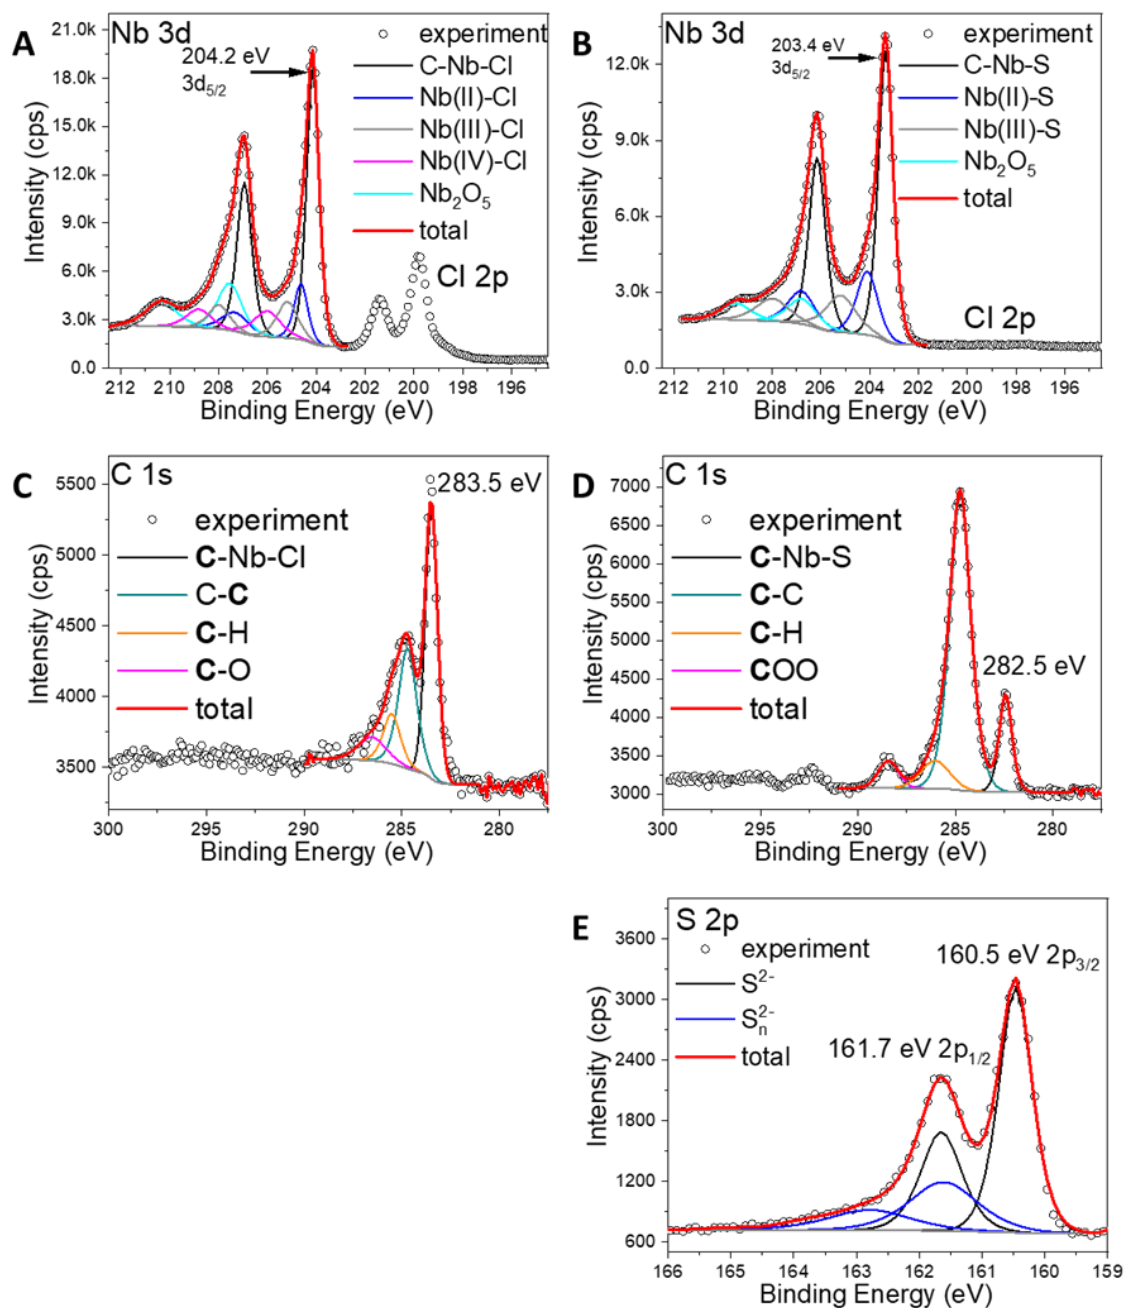 A
Nb 3d
204.2 eV
3d5/2
experiment
C-Nb-Cl
Nb(II)-Cl
Nb(III)-Cl
Nb(IV)-Cl
Nb2O5
total
Cl 2p
21.0k
18.0k
15.0k
12.0k
9.0k
6.0k
3.0k
0.0
Intensity (cps)
212 210 208 206 204 202 200 198 196
Binding Energy (eV)
B
Nb 3d
203.4 eV
3d5/2
experiment
C-Nb-S
Nb(II)-S
Nb(III)-S
Nb2O5
total
Cl 2p
12.0k
9.0k
6.0k
3.0k
0.0
Intensity (cps)
212 210 208 206 204 202 200 198 196
Binding Energy (eV)
C
C 1s
283.5 eV
experiment
C-Nb-Cl
C-C
C-H
C-O
total
5500
5000
4500
4000
3500
Intensity (cps)
300 295 290 285 280
Binding Energy (eV)
D
C 1s
experiment
C-Nb-S
C-C
C-H
COO
total
282.5 eV
7000
6500
6000
5500
5000
4500
4000
3500
3000
Intensity (cps)
300 295 290 285 280
Binding Energy (eV)
E
S 2p
experiment
S2-
Sn2-
total
160.5 eV 2p3/2
161.7 eV 2p1/2
3600
3000
2400
1800
1200
600
Intensity (cps)
166 165 164 163 162 161 160 159
Binding Energy (eV)